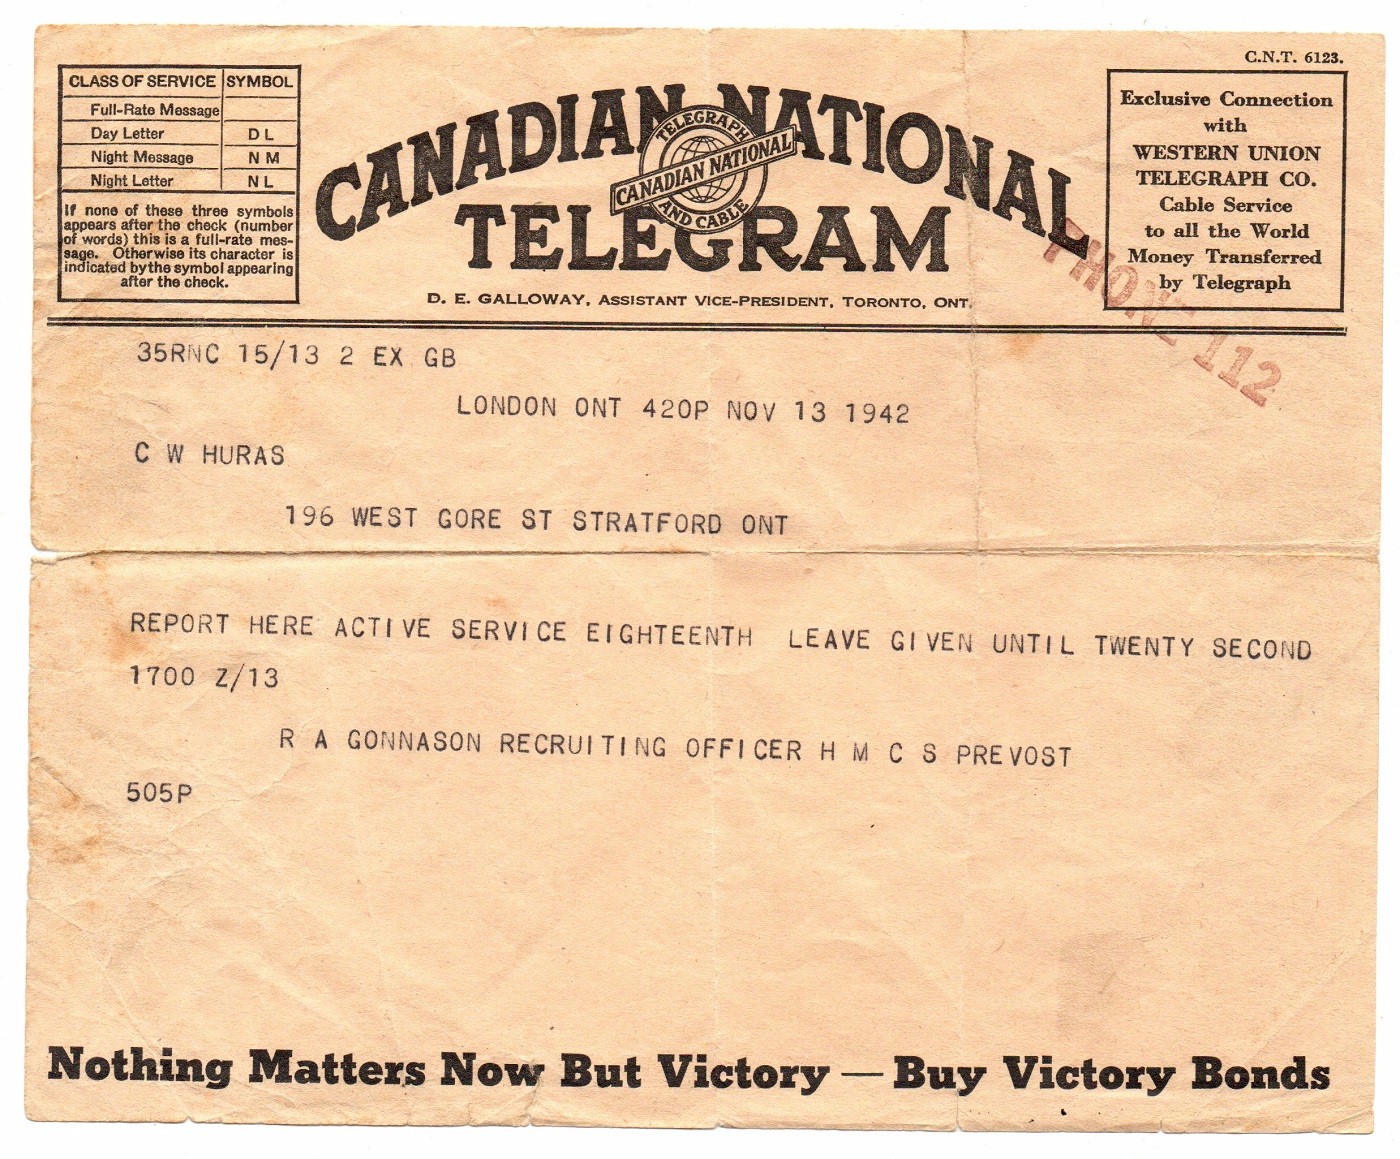 C.N.T. 6123.
CLASS OF SERVICE SYMBOL
Full-Rate Message
Day Letter D L
Night Message N M
Night Letter N L
If none of these three symbols
appears after the check (number
of words) this is a full-rate mes-
sage. Otherwise its character is
indicated by the symbol appearing
after the check.
CANADIAN NATIONAL
TELEGRAPH
CANADIAN NATIONAL
AND CABLE
TELEGRAM
D. E. GALLOWAY, ASSISTANT VICE-PRESIDENT, TORONTO, ONT.
Exclusive Connection
with
WESTERN UNION
TELEGRAPH CO.
Cable Service
to all the World
Money Transferred
by Telegraph
PHONE 112
35RNC 15/13 2 EX GB
LONDON ONT 420P NOV 13 1942
C W HURAS
196 WEST GORE ST STRATFORD ONT
REPORT HERE ACTIVE SERVICE EIGHTEENTH LEAVE GIVEN UNTIL TWENTY SECOND
1700 Z/13
R A GONNASON RECRUITING OFFICER H M C S PREVOST
505P
Nothing Matters Now But Victory — Buy Victory Bonds